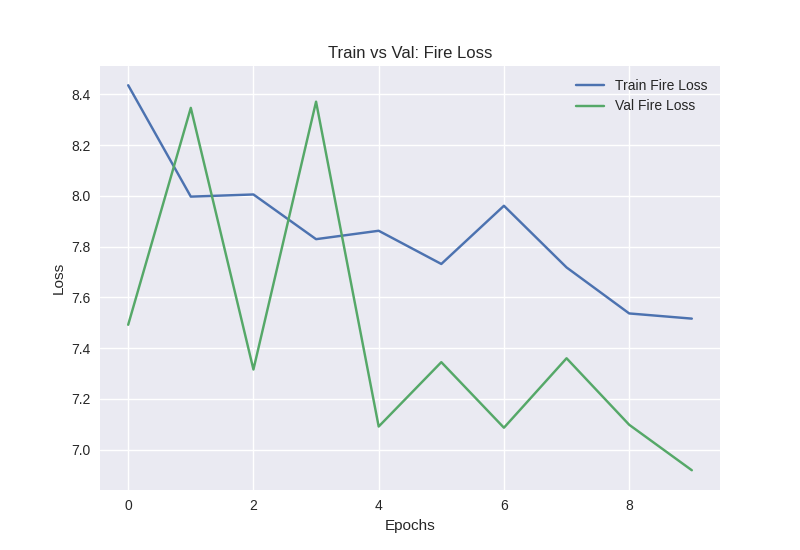 Train vs Val: Fire Loss
Train Fire Loss
Val Fire Loss
8.4
8.2
8.0
7.8
7.6
7.4
7.2
7.0
Loss
0 2 4 6 8
Epochs